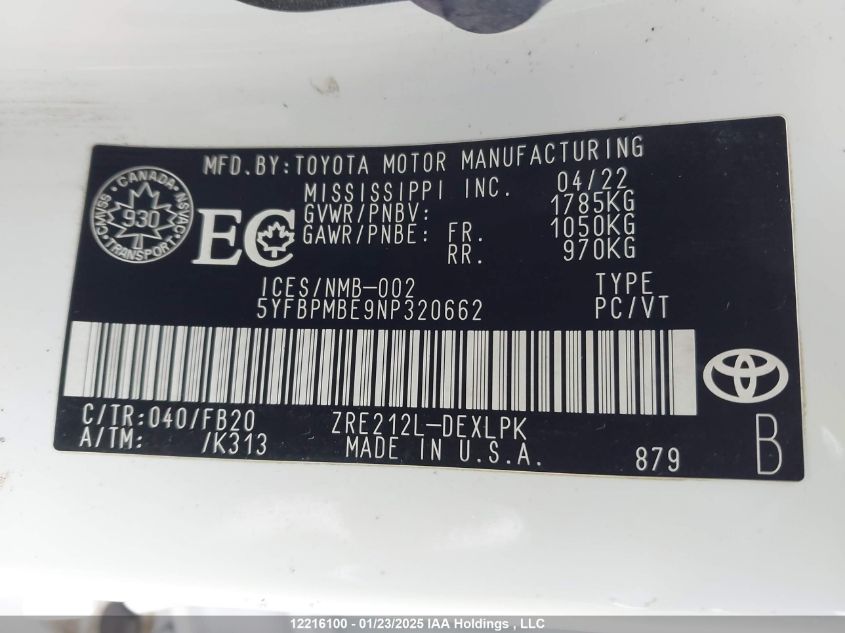 MFD.BY:TOYOTA MOTOR MANUFACTURING
MISSISSIPPI INC. 04/22
GVWR/PNBV: 1785KG
GAWR/PNBE: FR. 1050KG
RR. 970KG
CANADA
CMVSS NSVAC
930
TRANSPORT
EC
ICES/NMB-002 TYPE
5YFBPMBE9NP320662 PC/VT
C/TR:040/FB20 ZRE212L-DEXLPK
A/TM: /K313 MADE IN U.S.A. 879 B
12216100 - 01/23/2025 IAA Holdings , LLC